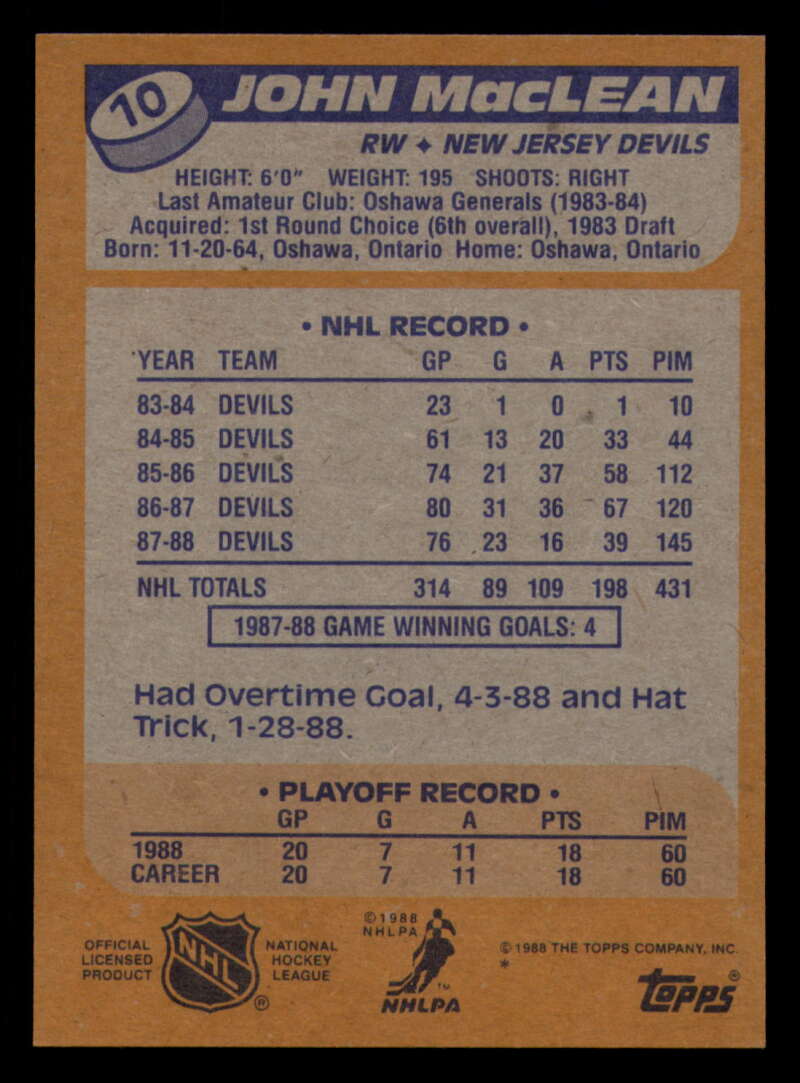 10 JOHN MacLEAN
RW ✦ NEW JERSEY DEVILS
HEIGHT: 6'0" WEIGHT: 195 SHOOTS: RIGHT
Last Amateur Club: Oshawa Generals (1983-84)
Acquired: 1st Round Choice (6th overall), 1983 Draft
Born: 11-20-64, Oshawa, Ontario Home: Oshawa, Ontario
• NHL RECORD •
YEAR TEAM GP G A PTS PIM
83-84 DEVILS 23 1 0 1 10
84-85 DEVILS 61 13 20 33 44
85-86 DEVILS 74 21 37 58 112
86-87 DEVILS 80 31 36 67 120
87-88 DEVILS 76 23 16 39 145
NHL TOTALS 314 89 109 198 431
1987-88 GAME WINNING GOALS: 4
Had Overtime Goal, 4-3-88 and Hat
Trick, 1-28-88.
• PLAYOFF RECORD •
GP G A PTS PIM
1988 20 7 11 18 60
CAREER 20 7 11 18 60
OFFICIAL
LICENSED
PRODUCT
NHL ®
NATIONAL
HOCKEY
LEAGUE
©1988
NHLPA
™
NHLPA
© 1988 THE TOPPS COMPANY, INC.
*
topps ®